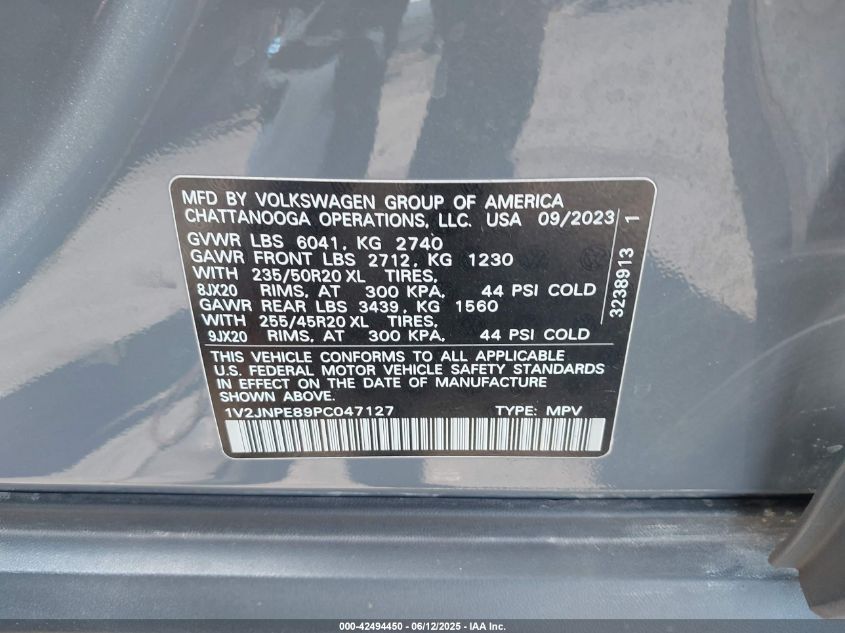 MFD BY VOLKSWAGEN GROUP OF AMERICA
CHATTANOOGA OPERATIONS, LLC. USA 09/2023
GVWR LBS 6041, KG 2740
GAWR FRONT LBS 2712, KG 1230
WITH 235/50R20 XL TIRES,
8JX20 RIMS, AT 300 KPA, 44 PSI COLD
GAWR REAR LBS 3439, KG 1560
WITH 255/45R20 XL TIRES,
9JX20 RIMS, AT 300 KPA, 44 PSI COLD
THIS VEHICLE CONFORMS TO ALL APPLICABLE
U.S. FEDERAL MOTOR VEHICLE SAFETY STANDARDS
IN EFFECT ON THE DATE OF MANUFACTURE
SHOWN ABOVE.
1V2JNPE89PC047127 TYPE: MPV
3238913 1
000-42494450 - 06/12/2025 - IAA Inc.